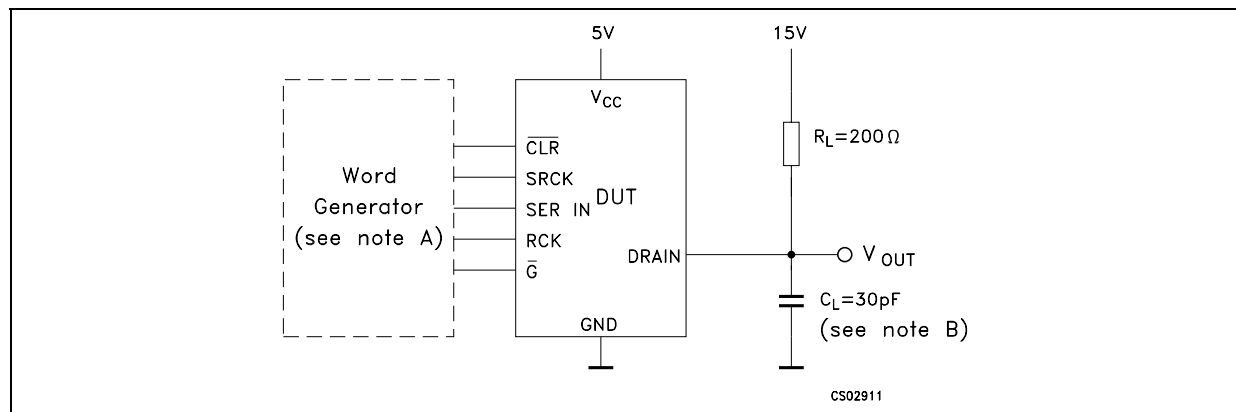 5V
15V
V_CC
CLR
SRCK
SER IN
RCK
G
DUT
DRAIN
GND
Word
Generator
(see note A)
R_L=200Ω
V_OUT
C_L=30pF
(see note B)
CS02911